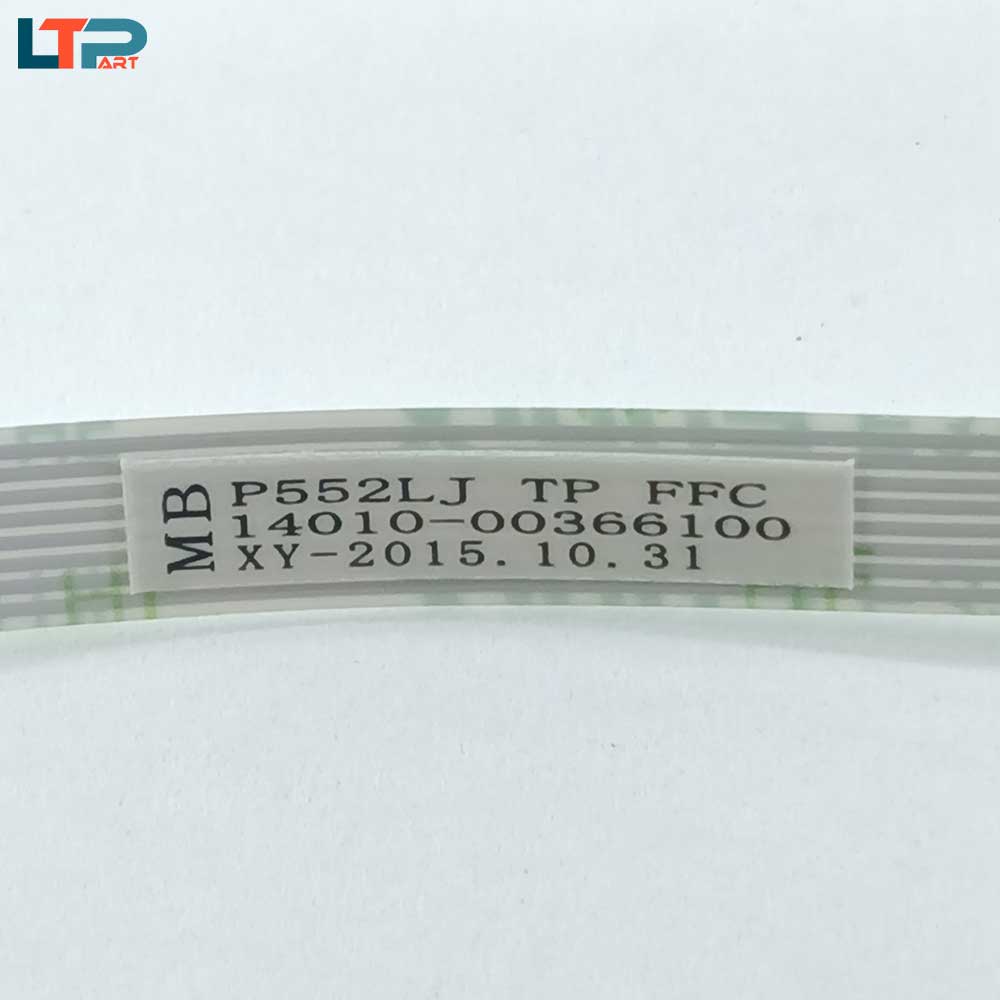 LTPART
MB
P552LJ TP FFC
14010-00366100
XY-2015.10.31